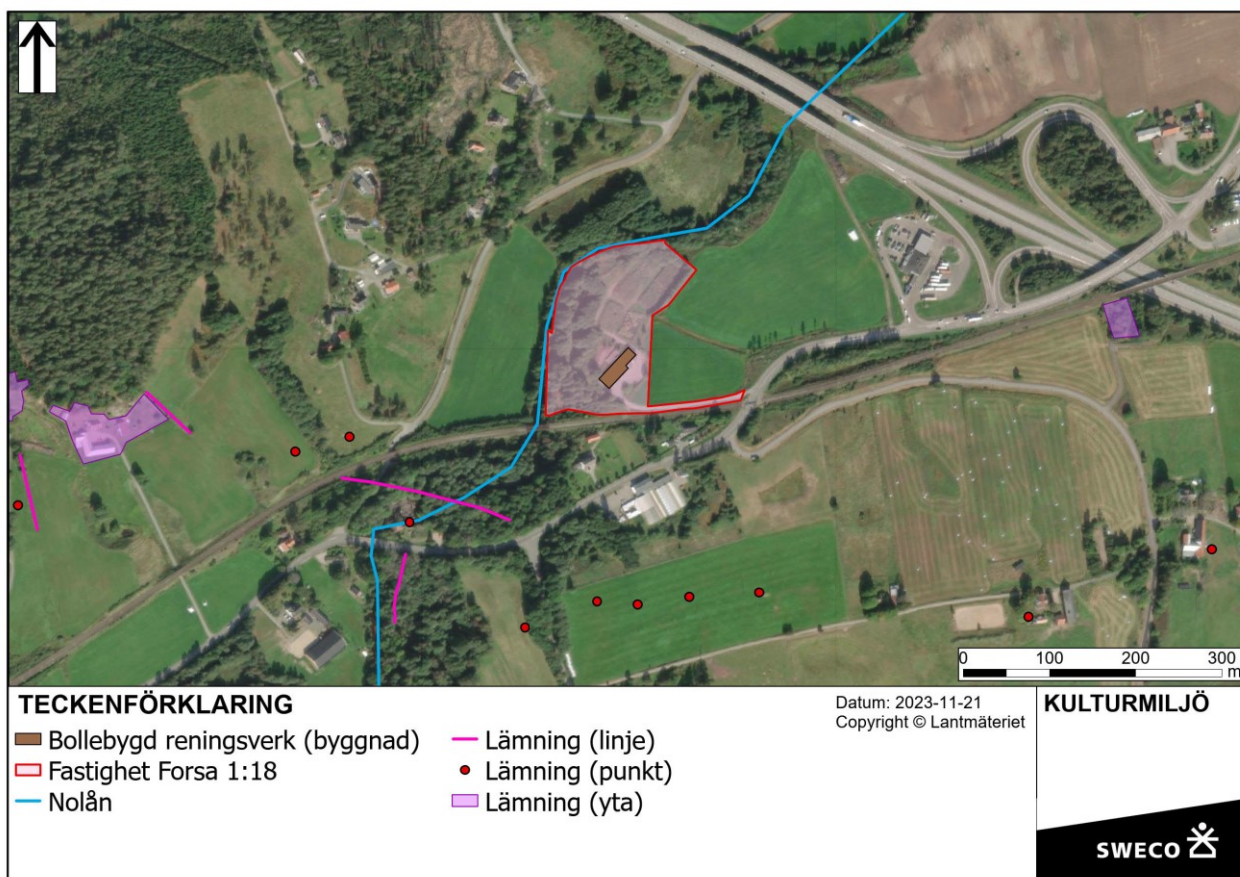 0 100 200 300
m
TECKENFÖRKLARING
Bollebygd reningsverk (byggnad)
Fastighet Forsa 1:18
Nolån
Lämning (linje)
Lämning (punkt)
Lämning (yta)
Datum: 2023-11-21
Copyright © Lantmäteriet
KULTURMILJÖ
SWECO